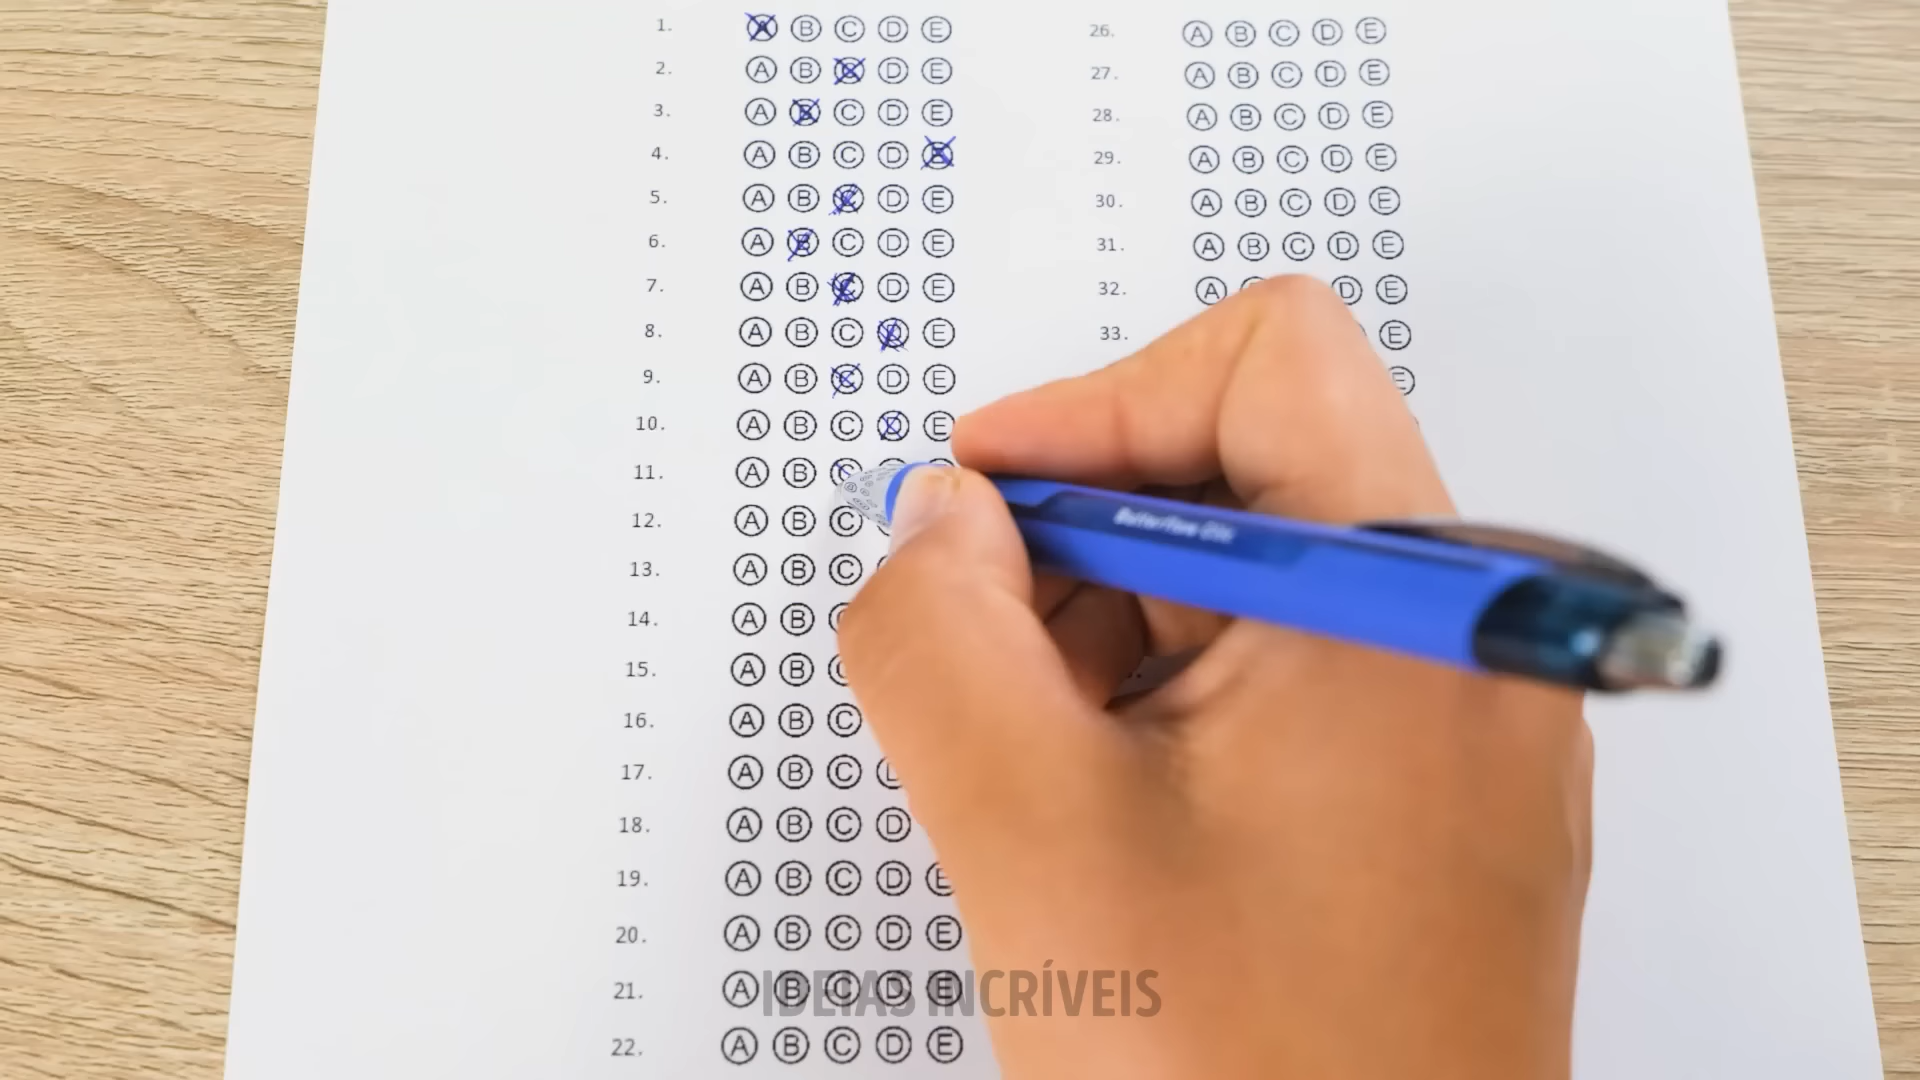 1. A B C D E
2. A B C D E
3. A B C D E
4. A B C D E
5. A B C D E
6. A B C D E
7. A B C D E
8. A B C D E
9. A B C D E
10. A B C D E
11. A B C
12. A B C
13. A B C
14. A B C
15. A B C
16. A B C
17. A B C D
18. A B C D
19. A B C D E
20. A B C D E
21. A B C D E
22. A B C D E
26. A B C D E
27. A B C D E
28. A B C D E
29. A B C D E
30. A B C D E
31. A B C D E
32. A D E
33. E
E
IDEIAS INCRÍVEIS